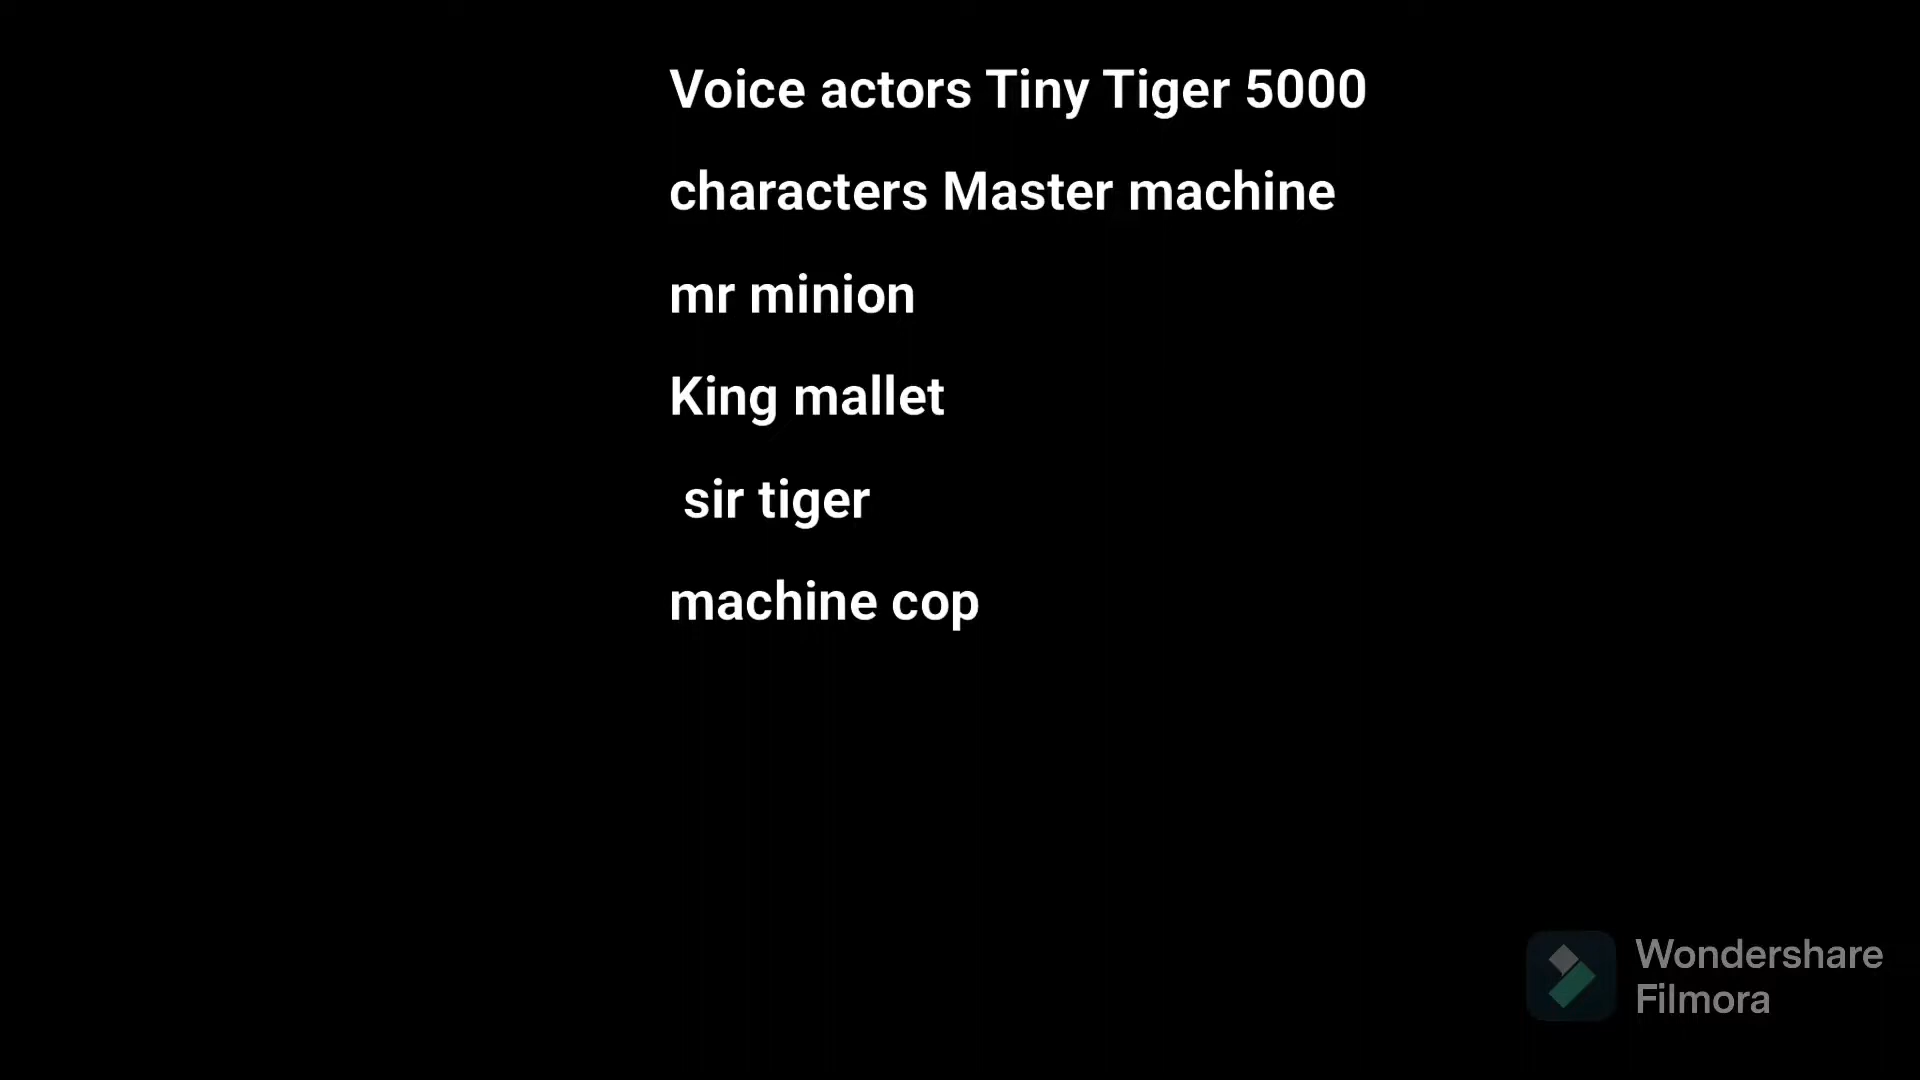 Voice actors Tiny Tiger 5000
characters Master machine
mr minion
King mallet
sir tiger
machine cop
Wondershare
Filmora